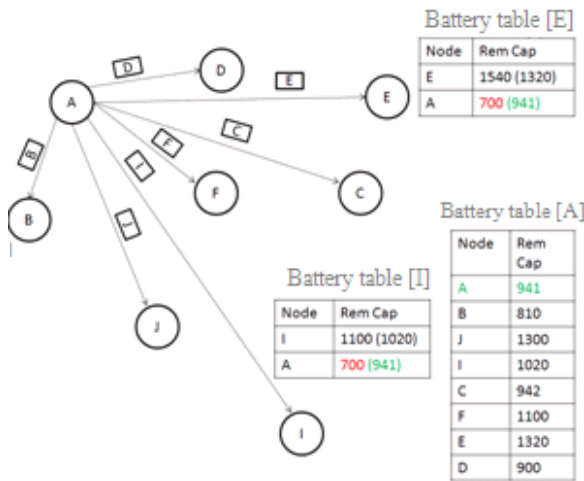 Battery table [E]
Node Rem Cap
E 1540 (1320)
A 700 (941)
D
D
E
E
A
C
F
B
I
F
C
B
J
J
I
Battery table [I]
Node Rem Cap
I 1100 (1020)
A 700 (941)
Battery table [A]
Node Rem
Cap
A 941
B 810
J 1300
I 1020
C 942
F 1100
E 1320
D 900